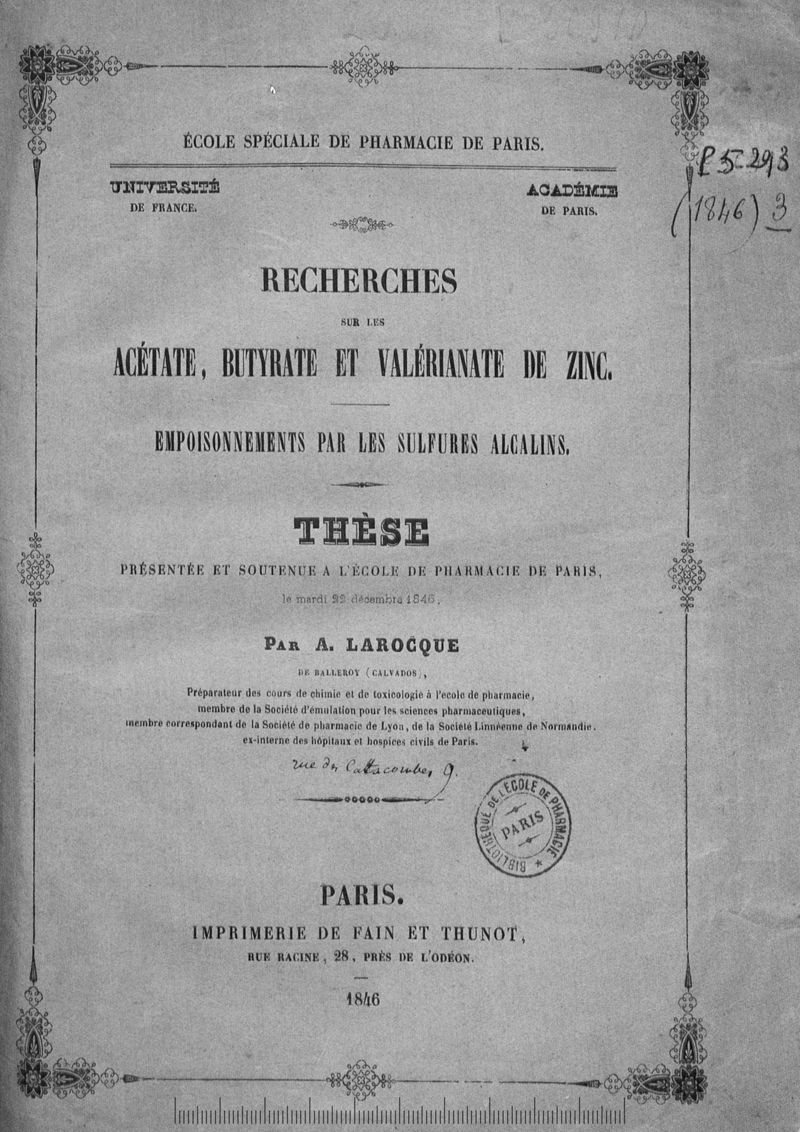 ÉCOLE SPÉCIALE DE PHARMACIE DE PARIS.
P 5.293
(1846) 3
UNIVERSITÉ
DE FRANCE.
ACADÉMIE
DE PARIS.
RECHERCHES
SUR LES
ACÉTATE, BUTYRATE ET VALÉRIANATE DE ZINC.
EMPOISONNEMENTS PAR LES SULFURES ALCALINS.
THÈSE
PRÉSENTÉE ET SOUTENUE A L'ÉCOLE DE PHARMACIE DE PARIS,
le mardi 22 décembre 1846,
PAR A. LAROCQUE
DE BALLEROY (CALVADOS),
Préparateur des cours de chimie et de toxicologie à l'ecole de pharmacie,
membre de la Société d'émulation pour les sciences pharmaceutiques,
membre correspondant de la Société de pharmacie de Lyon, de la Société Linnéenne de Normandie,
ex-interne des hôpitaux et hospices civils de Paris.
rue des Catacombes 9.
BIBLIOTHÈQUE DE L'ÉCOLE DE PHARMACIE
PARIS
PARIS.
IMPRIMERIE DE FAIN ET THUNOT,
RUE RACINE, 28, PRÈS DE L'ODÉON.
1846